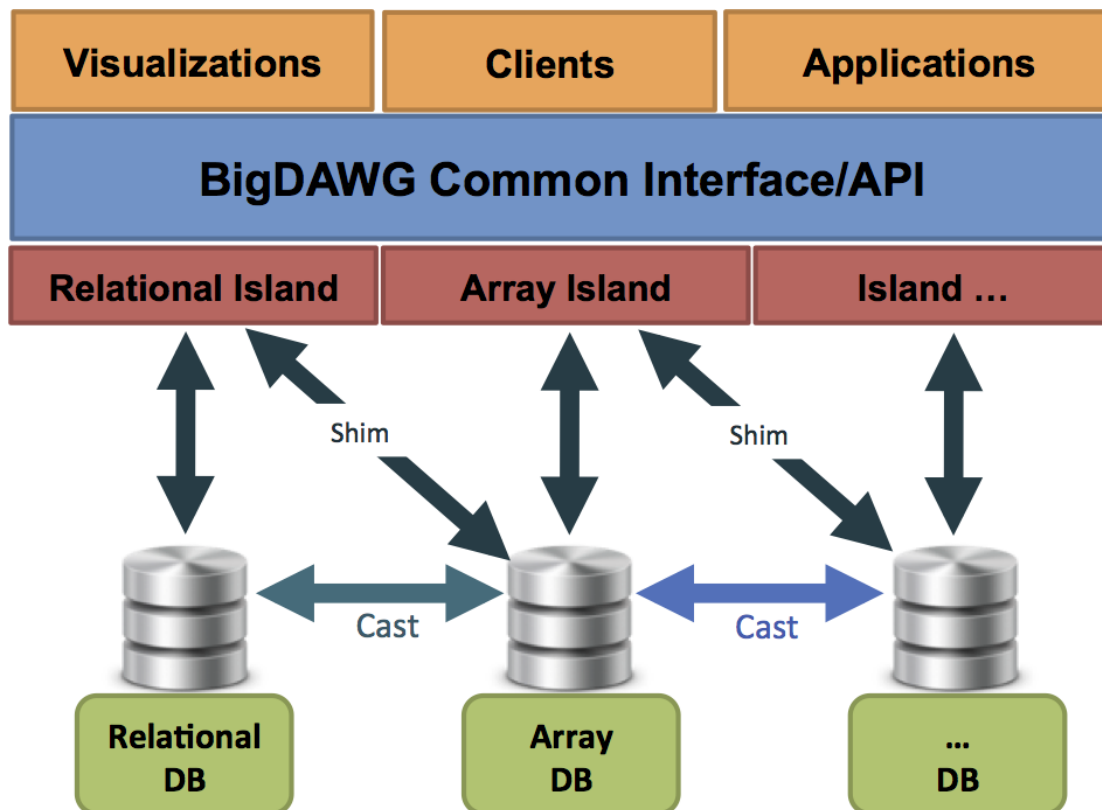 Visualizations
Clients
Applications
BigDAWG Common Interface/API
Relational Island
Array Island
Island …
Shim
Shim
Cast
Cast
Relational
DB
Array
DB
…
DB